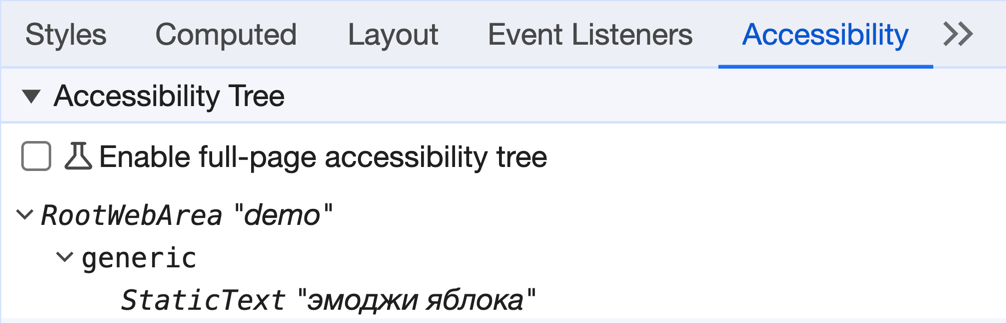 Styles Computed Layout Event Listeners Accessibility
Accessibility Tree
Enable full-page accessibility tree
RootWebArea "demo"
generic
StaticText "эмоджи яблока"